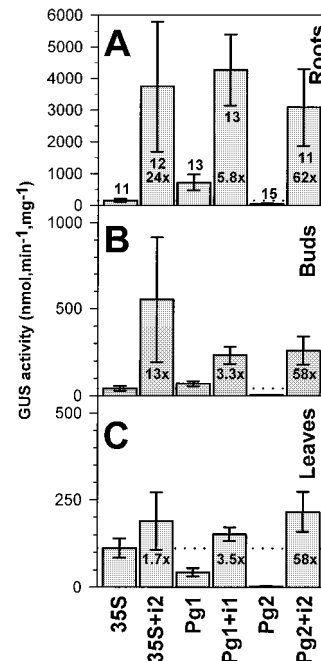 GUS activity (nmol,min-1,mg-1)
A
Roots
6000
5000
4000
3000
2000
1000
0
11
12
24x
13
13
5.8x
15
11
62x
B
Buds
1000
500
0
13x
3.3x
58x
C
Leaves
500
250
0
1.7x
3.5x
58x
35S
35S+i2
Pg1
Pg1+i1
Pg2
Pg2+i2